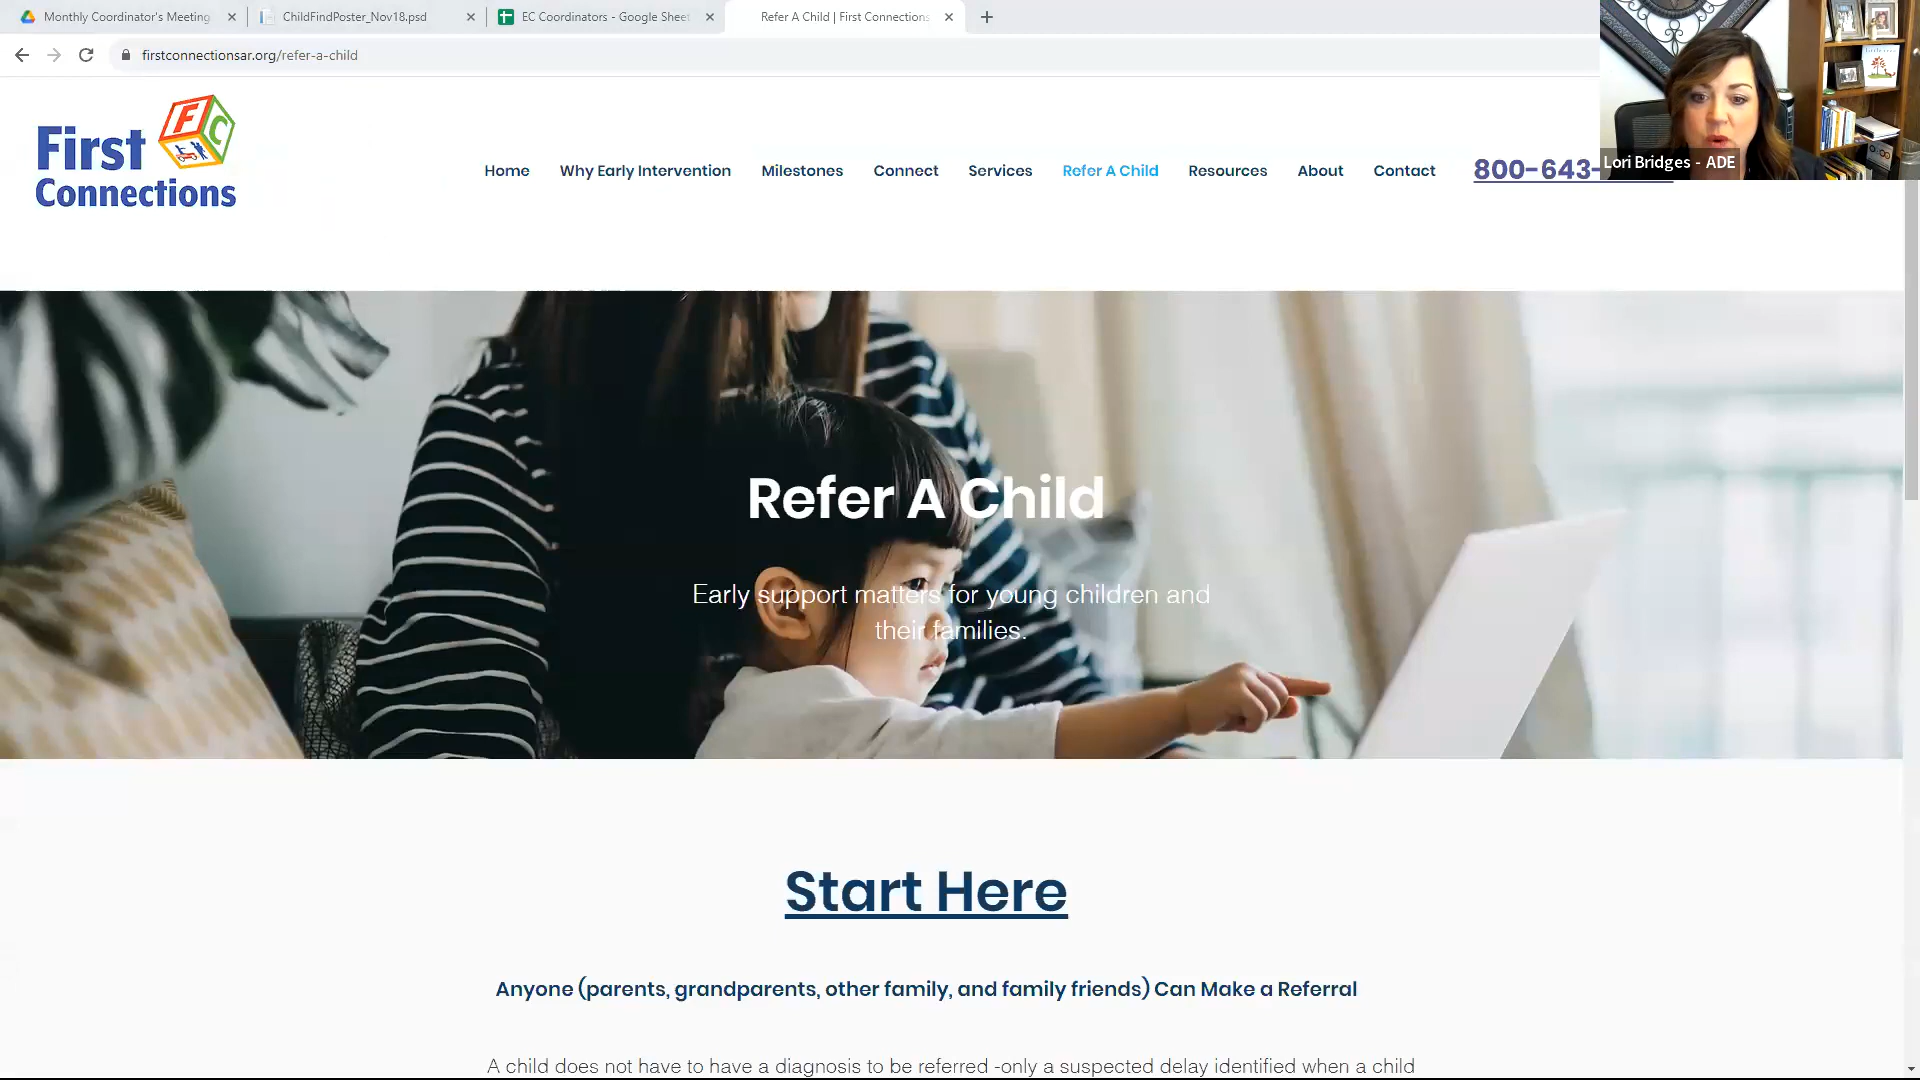 Monthly Coordinator's Meeting
ChildFindPoster_Nov18.psd
EC Coordinators - Google Sheet
Refer A Child | First Connections
firstconnectionsar.org/refer-a-child
First
FC
Connections
Home
Why Early Intervention
Milestones
Connect
Services
Refer A Child
Resources
About
Contact
800-643-
Lori Bridges - ADE
Refer A Child
Early support matters for young children and
their families.
Start Here
Anyone (parents, grandparents, other family, and family friends) Can Make a Referral
A child does not have to have a diagnosis to be referred -only a suspected delay identified when a child